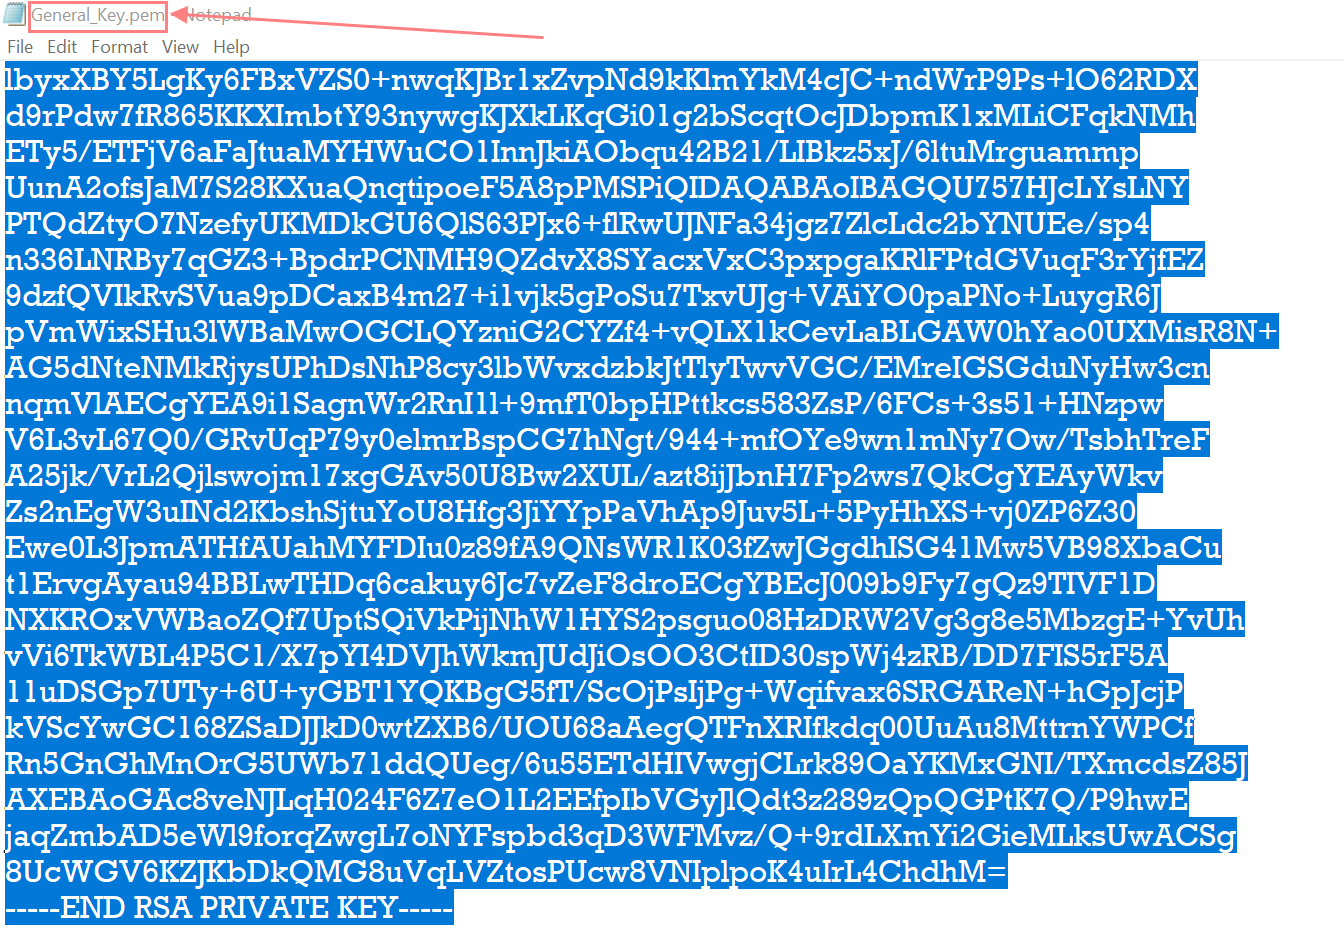 General_Key.pem - Notepad
File Edit Format View Help
lbyxXBY5LgKy6FBxVZS0+nwqKJBr1xZvpNd9kKlmYkM4cJC+ndWrP9Ps+lO62RDX
d9rPdw7fR865KKXImbtY93nywgKJXkLKqGi01g2bScqtOcJDbpmK1xMLiCFqkNMh
ETy5/ETFjV6aFaJtuaMYHWuCO1InnJkiAObqu42B21/LIBkz5xJ/6ltuMrguammp
UunA2ofsJaM7S28KXuaQnqtipoeF5A8pPMSPiQIDAQABAoIBAGQU757HJcLYsLNY
PTQdZtyO7NzefyUKMDkGU6QlS63PJx6+flRwUJNFa34jgz7ZlcLdc2bYNUEe/sp4
n336LNRBy7qGZ3+BpdrPCNMH9QZdvX8SYacxVxC3pxpgaKRlFPtdGVuqF3rYjfEZ
9dzfQVIkRvSVua9pDCaxB4m27+i1vjk5gPoSu7TxvUJg+VAiYO0paPNo+LuygR6J
pVmWixSHu3lWBaMwOGCLQYzniG2CYZf4+vQLX1kCevLaBLGAW0hYao0UXMisR8N+
AG5dNteNMkRjysUPhDsNhP8cy3lbWvxdzbkJtTlyTwvVGC/EMreIGSGduNyHw3cn
nqmVlAECgYEA9i1SagnWr2RnI1l+9mfT0bpHPttkcs583ZsP/6FCs+3s51+HNzpw
V6L3vL67Q0/GRvUqP79y0elmrBspCG7hNgt/944+mfOYe9wn1mNy7Ow/TsbhTreF
A25jk/VrL2Qjlswojm17xgGAv50U8Bw2XUL/azt8ijJbnH7Fp2ws7QkCgYEAyWkv
Zs2nEgW3uINd2KbshSjtuYoU8Hfg3JiYYpPaVhAp9Juv5L+5PyHhXS+vj0ZP6Z30
Ewe0L3JpmATHfAUahMYFDIu0z89fA9QNsWR1K03fZwJGgdhISG41Mw5VB98XbaCu
t1ErvgAyau94BBLwTHDq6cakuy6Jc7vZeF8droECgYBEcJ009b9Fy7gQz9TIVF1D
NXKROxVWBaoZQf7UptSQiVkPijNhW1HYS2psguo08HzDRW2Vg3g8e5MbzgE+YvUh
vVi6TkWBL4P5C1/X7pYI4DVJhWkmJUdJiOsOO3CtID30spWj4zRB/DD7FIS5rF5A
11uDSGp7UTy+6U+yGBT1YQKBgG5fT/ScOjPsIjPg+Wqifvax6SRGAReN+hGpJcjP
kVScYwGC168ZSaDJJkD0wtZXB6/UOU68aAegQTFnXRIfkdq00UuAu8MttrnYWPCf
Rn5GnGhMnOrG5UWb71ddQUeg/6u55ETdHIVwgjCLrk89OaYKMxGNI/TXmcdsZ85J
AXEBAoGAc8veNJLqH024F6Z7eO1L2EEfpIbVGyJlQdt3z289zQpQGPtK7Q/P9hwE
jaqZmbAD5eWl9forqZwgL7oNYFspbd3qD3WFMvz/Q+9rdLXmYi2GieMLksUwACSg
8UcWGV6KZJKbDkQMG8uVqLVZtosPUcw8VNIplpoK4uIrL4ChdhM=
-----END RSA PRIVATE KEY-----